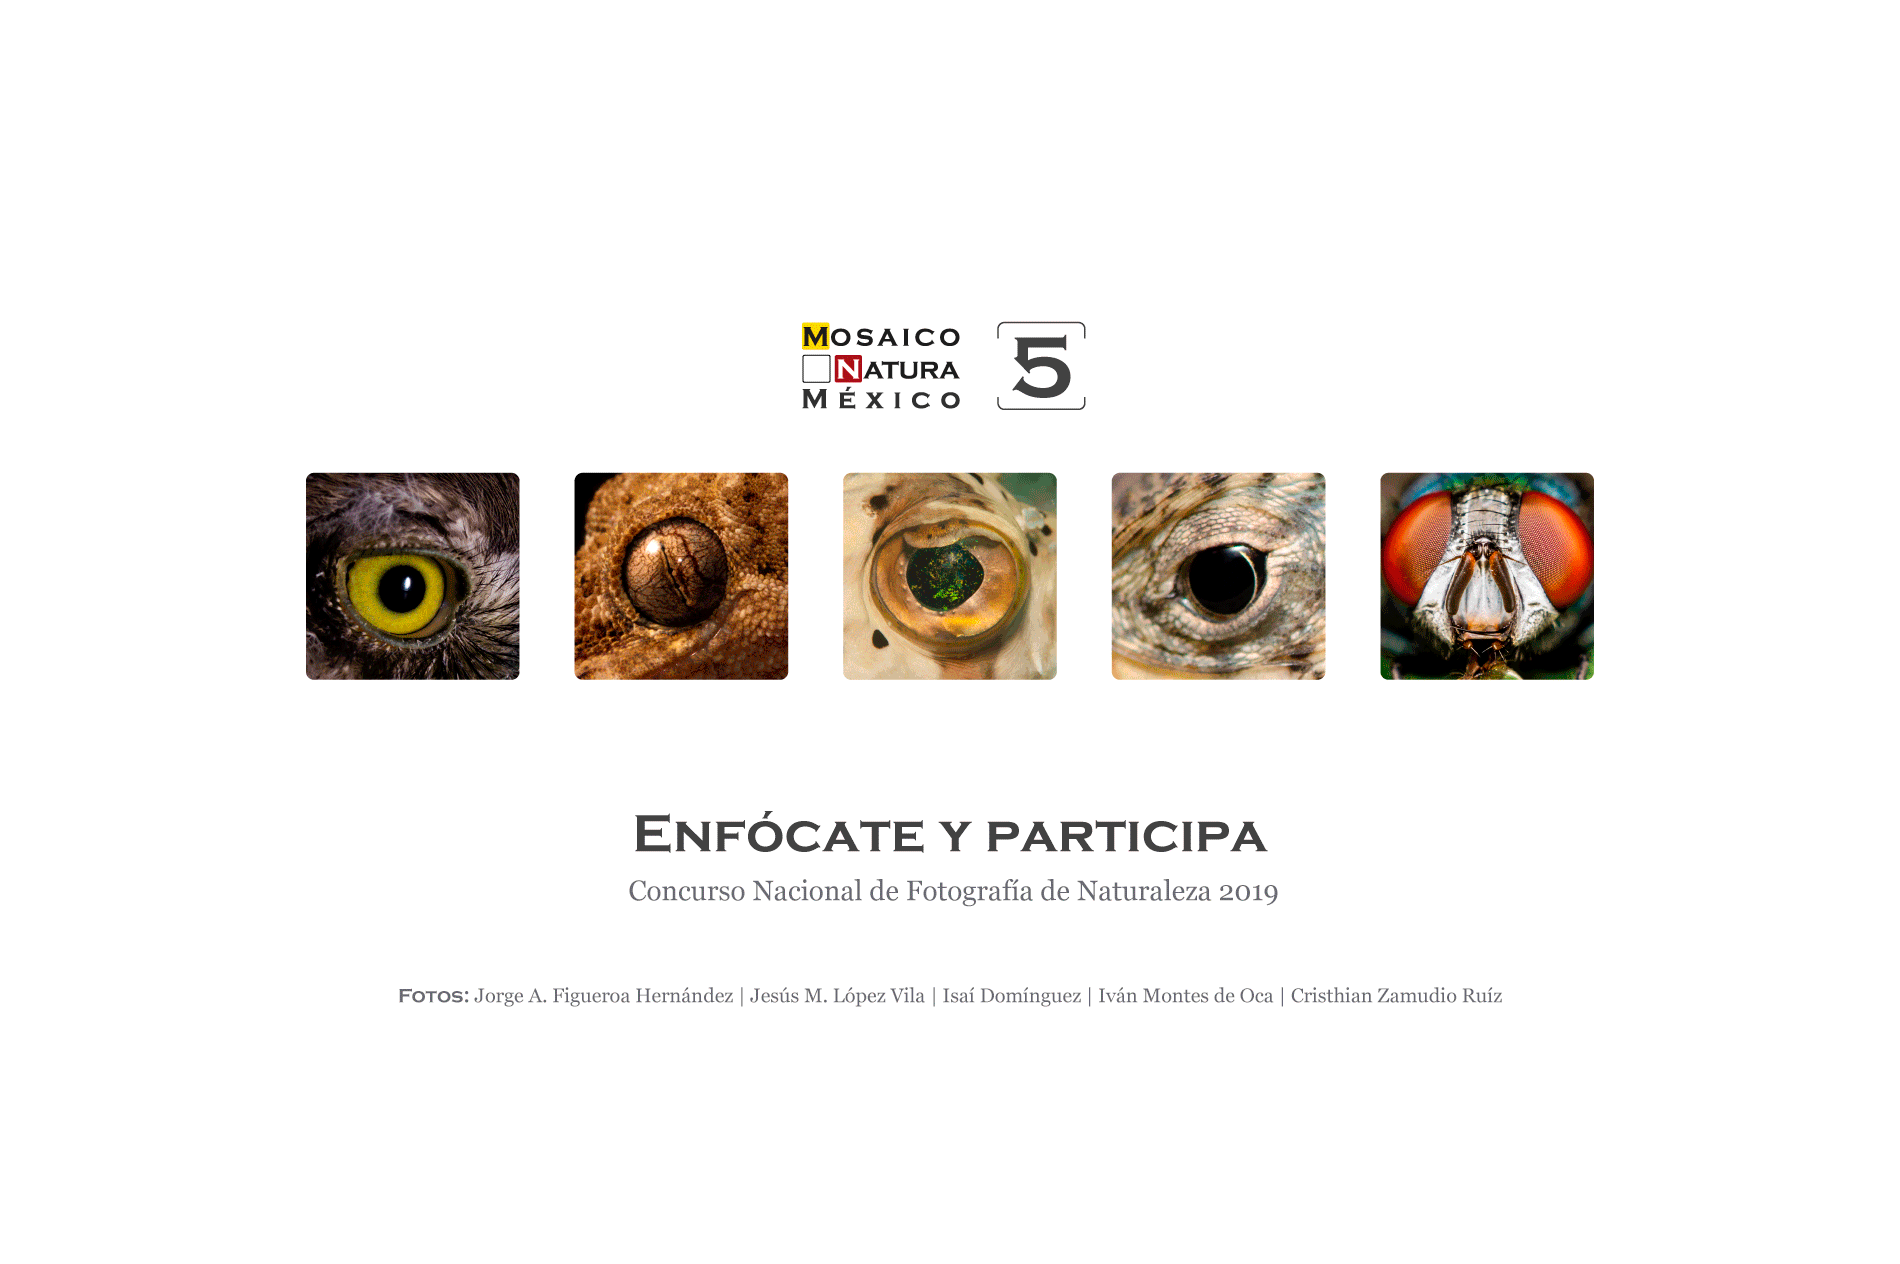 MOSAICO
NATURA
MÉXICO
5
ENFÓCATE Y PARTICIPA
Concurso Nacional de Fotografía de Naturaleza 2019
FOTOS: Jorge A. Figueroa Hernández | Jesús M. López Vila | Isaí Domínguez | Iván Montes de Oca | Cristhian Zamudio Ruíz